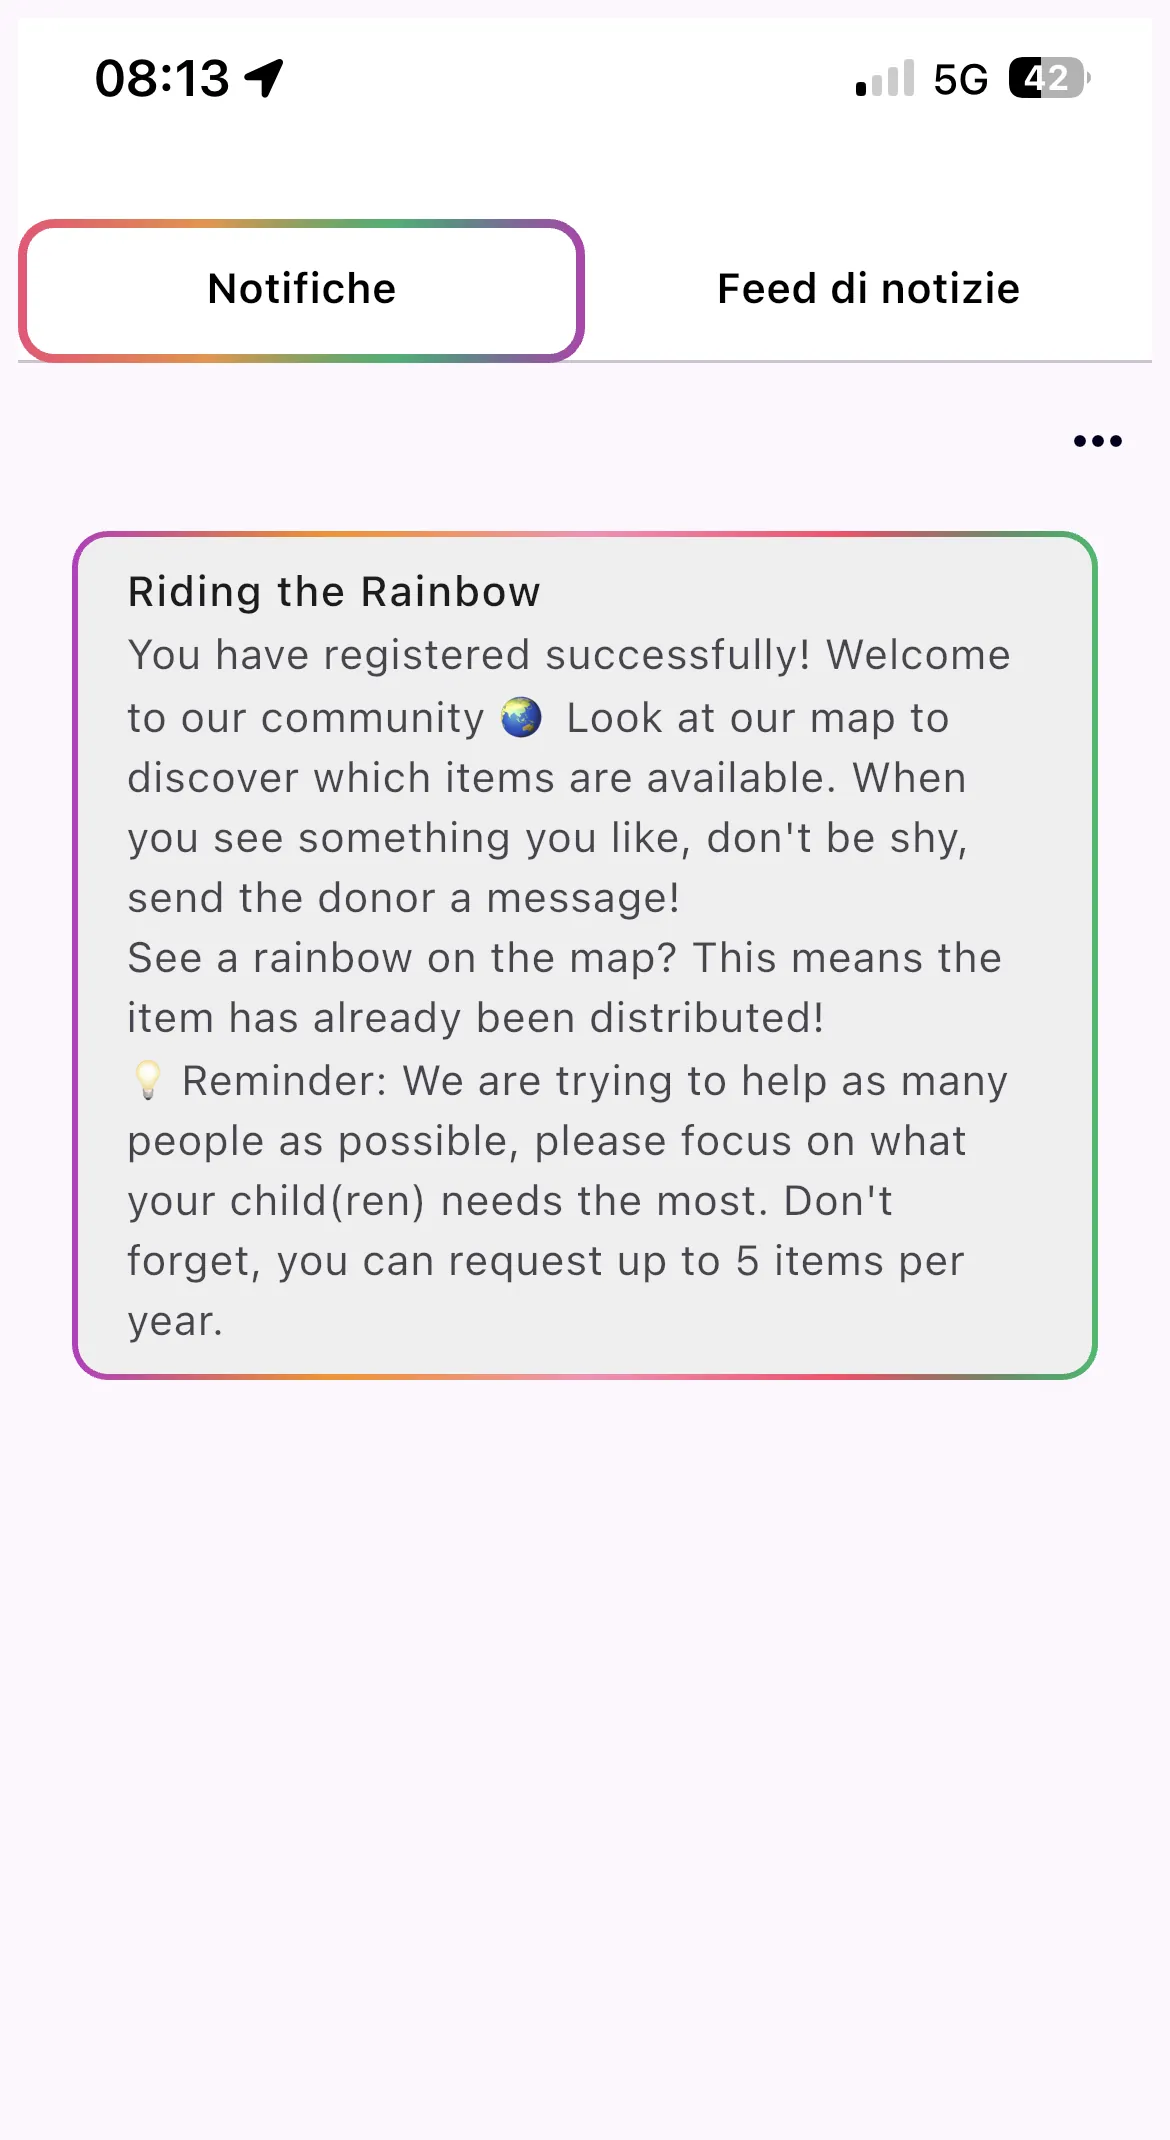 08:13 5G 42
Notifiche Feed di notizie
Riding the Rainbow
You have registered successfully! Welcome
to our community 🌏 Look at our map to
discover which items are available. When
you see something you like, don't be shy,
send the donor a message!
See a rainbow on the map? This means the
item has already been distributed!
💡 Reminder: We are trying to help as many
people as possible, please focus on what
your child(ren) needs the most. Don't
forget, you can request up to 5 items per
year.